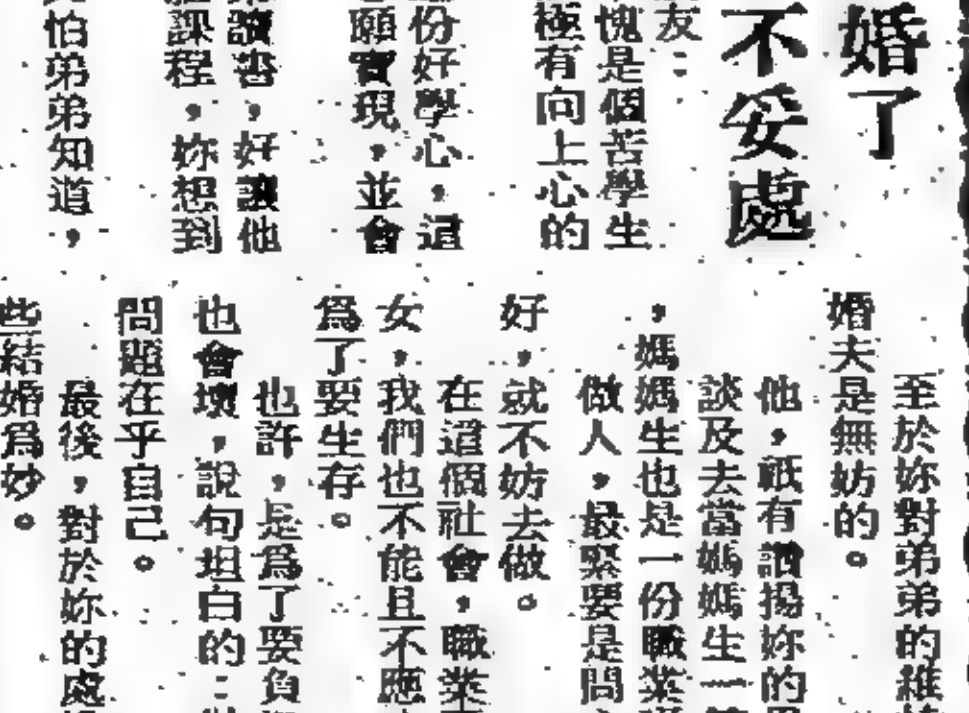 婚了
不妥處
友：
愧是個苦學生
極有向上心的
份好學心，這
願實現，並會
讀書，好讓他
課程，妳想到
怕弟弟知道，
至於妳對弟弟的
婚夫是無妨的。
他，祇有讚揚妳的
談及去當媽媽生一
，媽媽生也是一份職業
做人，最緊要是問
好，就不妨去做。
在這個社會，職業
女，我們也不能且不應
為了要生存。
也許，是為了要負
也會壞，說句坦白的：
問題在乎自己。
最後，對於妳的處
些結婚為妙。